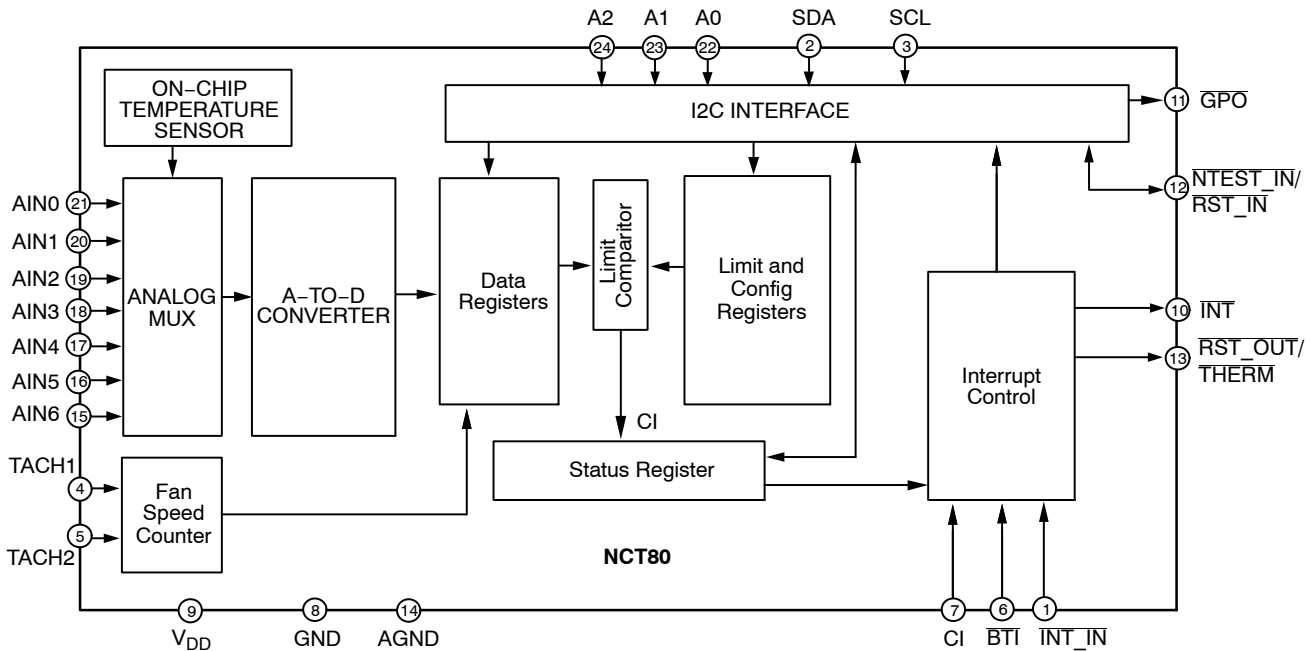 A2 A1 A0 SDA SCL
24 23 22 2 3
ON−CHIP
TEMPERATURE
SENSOR
I2C INTERFACE
11 GPO
12 NTEST_IN/
RST_IN
AIN0 21
AIN1 20
AIN2 19
AIN3 18
AIN4 17
AIN5 16
AIN6 15
ANALOG
MUX
A−TO−D
CONVERTER
Data
Registers
Limit
Comparitor
Limit and
Config
Registers
10 INT
13 RST_OUT/
THERM
Interrupt
Control
CI
Status Register
TACH1
4
5
TACH2
Fan
Speed
Counter
NCT80
9 8 14 7 6 1
VDD GND AGND CI BTI INT_IN